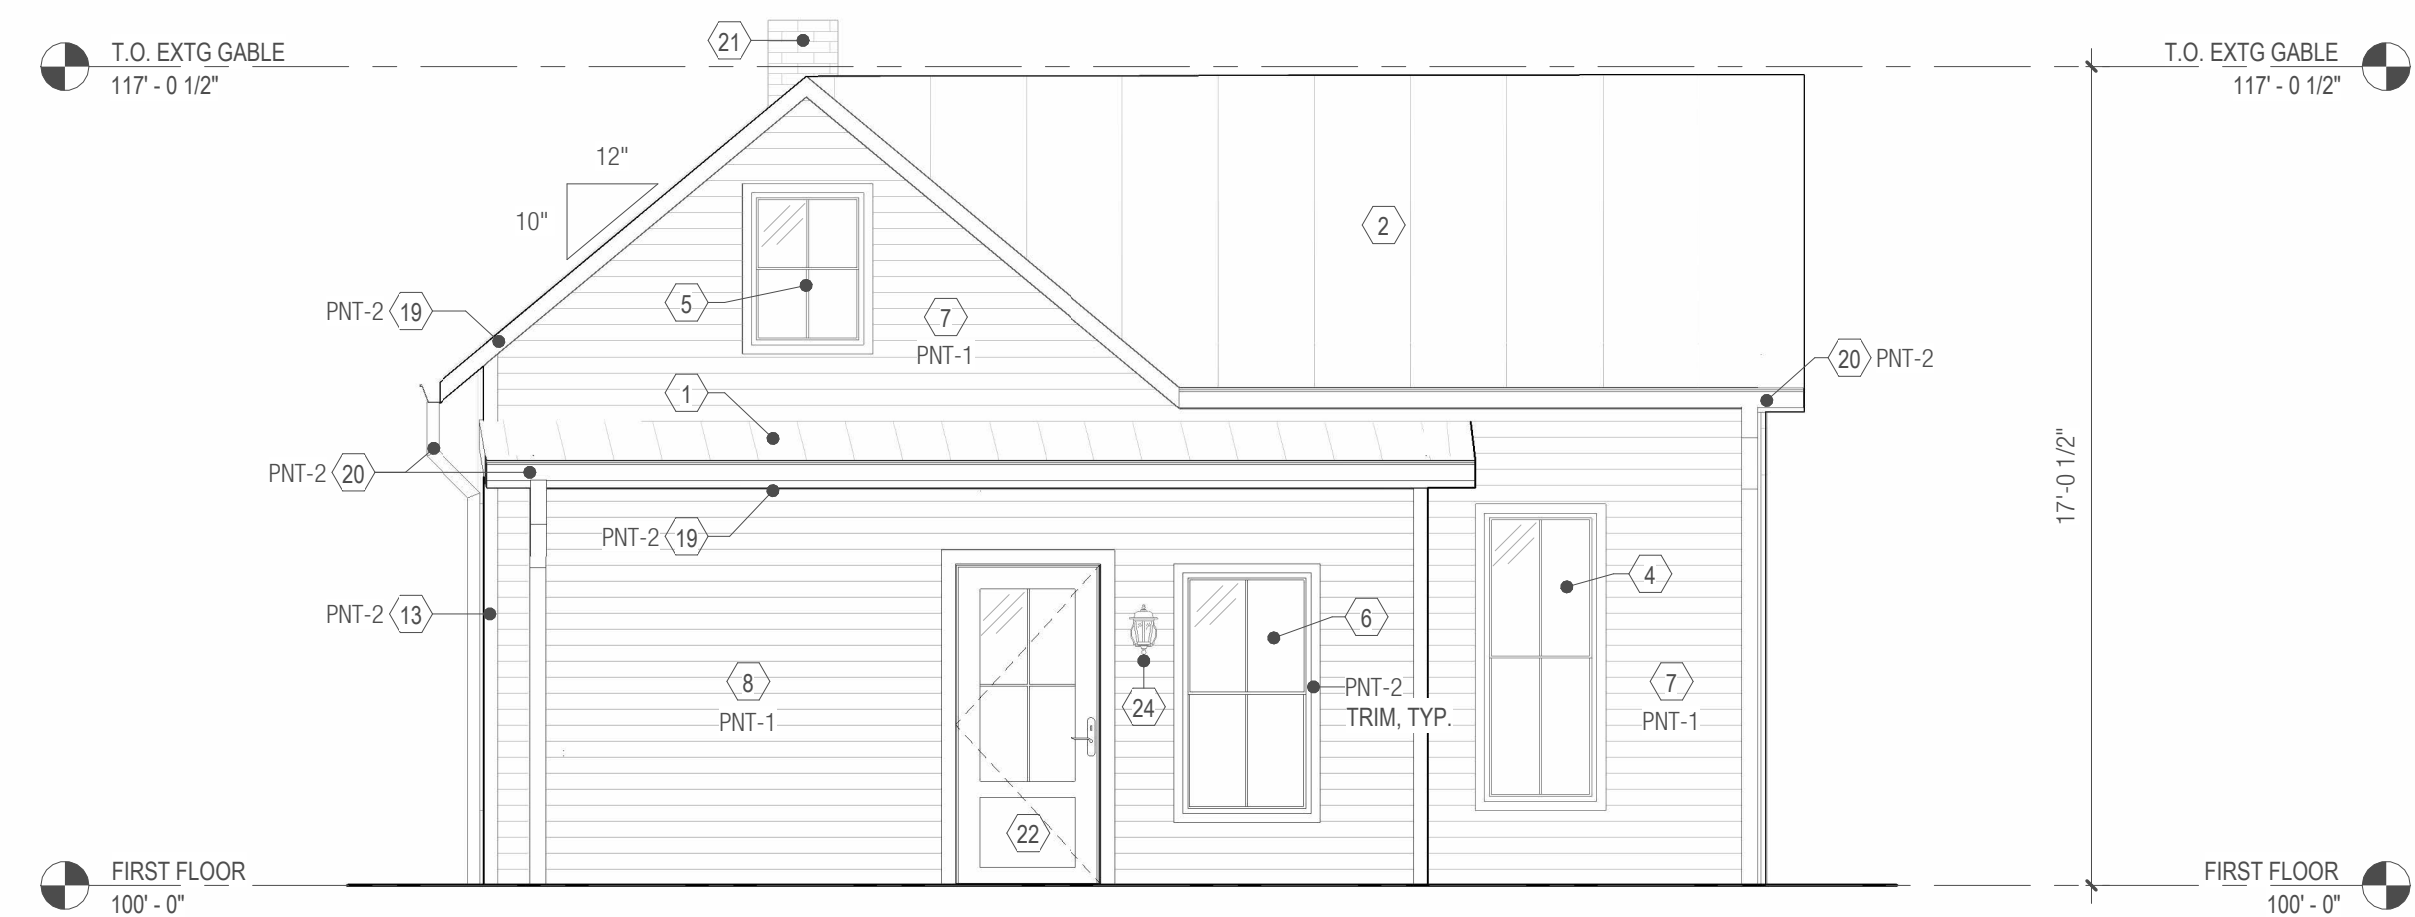 21
T.O. EXTG GABLE
117' - 0 1/2"
T.O. EXTG GABLE
117' - 0 1/2"
12"
10"
2
5
7
PNT-1
PNT-2 19
20 PNT-2
1
PNT-2 20
PNT-2 19
17'-0 1/2"
4
PNT-2 13
6
8
PNT-1
24
PNT-2
TRIM, TYP.
7
PNT-1
22
FIRST FLOOR
100' - 0"
FIRST FLOOR
100' - 0"